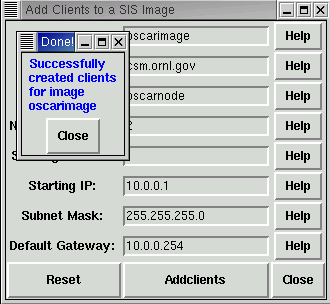 Add Clients to a SIS Image
oscarimage Help
Done!
csm.ornl.gov Help
Successfully
created clients
for image
oscarimage
oscarnode Help
Close
2 Help
Help
Starting IP: 10.0.0.1 Help
Subnet Mask: 255.255.255.0 Help
Default Gateway: 10.0.0.254 Help
Reset Addclients Close